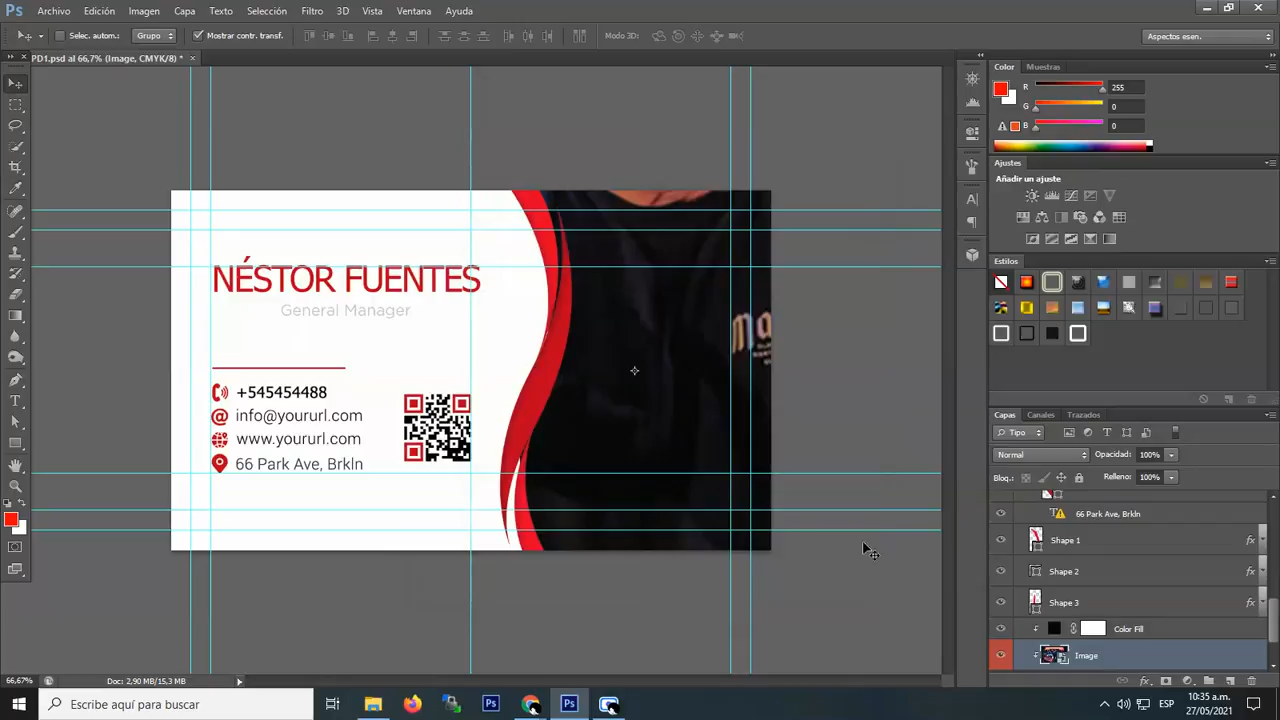 Ps Archivo Edición Imagen Capa Texto Selección Filtro 3D Vista Ventana Ayuda
Selec. autom.: Grupo Mostrar contr. transf. Modo 3D: Aspectos esen.
PD1.psd al 66,7% (Image, CMYK/8) * ×
Color Muestras
R 255
G 0
B 0
Ajustes
Añadir un ajuste
Estilos
NÉSTOR FUENTES
General Manager
+545454488
info@yoururl.com
www.yoururl.com
66 Park Ave, Brkln
Capas Canales Trazados
Tipo
Normal Opacidad: 100%
Bloq.: Relleno: 100%
66 Park Ave, Brkln
Shape 1 fx
Shape 2 fx
Shape 3 fx
Color Fill
Image
66,67% Doc: 2,90 MB/15,3 MB
Escribe aquí para buscar
ESP
10:35 a.m.
27/05/2021